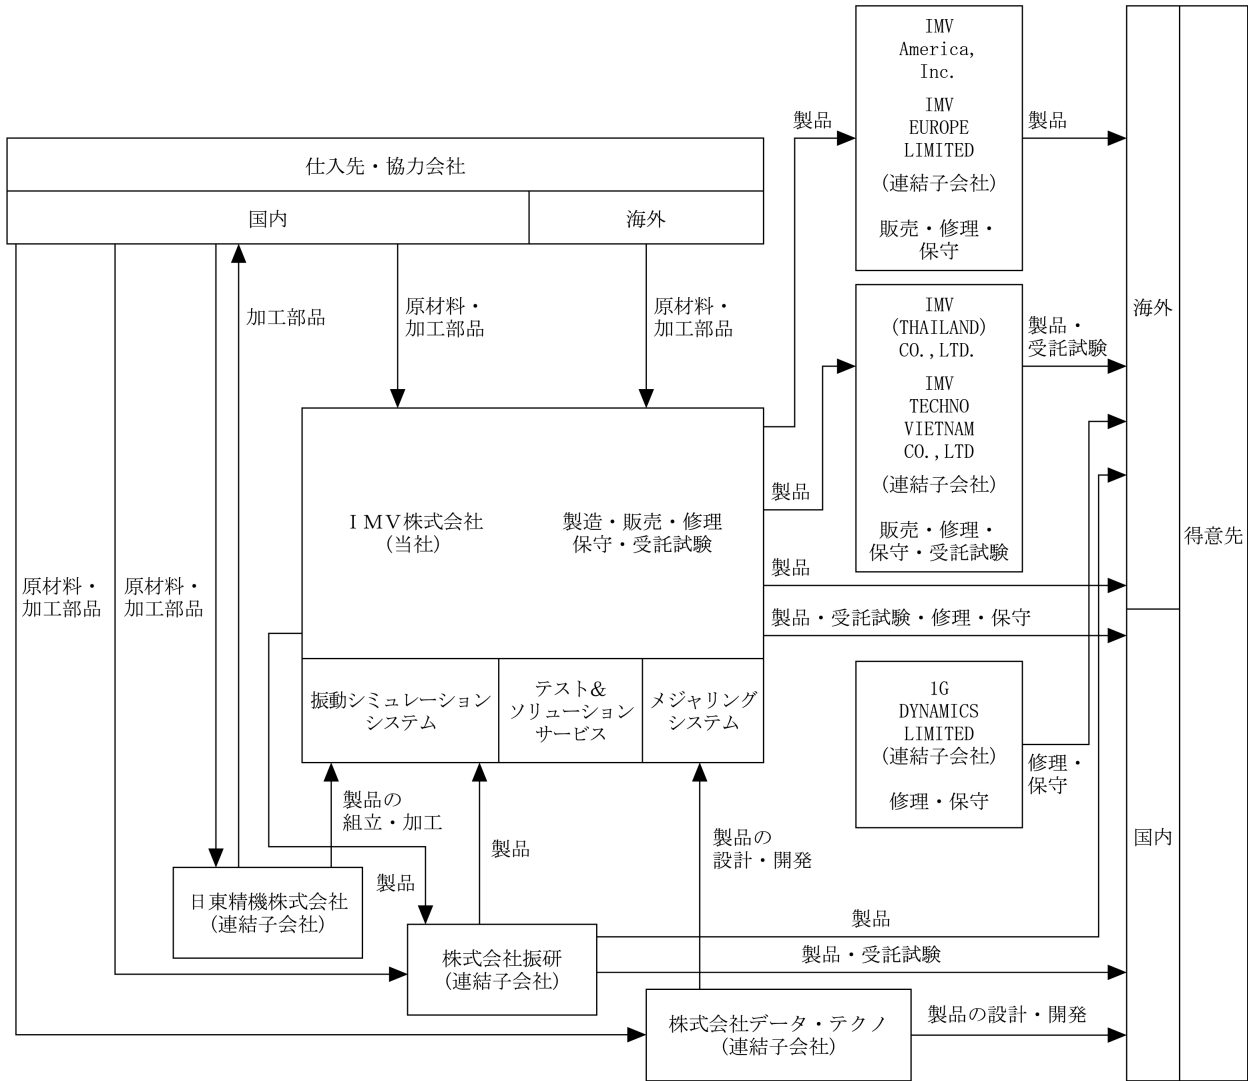 IMV
America,
Inc.
IMV
EUROPE
LIMITED
(連結子会社)
販売・修理・
保守
製品
製品
仕入先・協力会社
国内
海外
加工部品
原材料・
加工部品
原材料・
加工部品
IMV
(THAILAND)
CO.,LTD.
IMV
TECHNO
VIETNAM
CO.,LTD
(連結子会社)
販売・修理・
保守・受託試験
製品・
受託試験
海外
得意先
製品
ＩＭＶ株式会社
(当社)
製造・販売・修理
保守・受託試験
製品
原材料・
加工部品
原材料・
加工部品
製品・受託試験・修理・保守
振動シミュレーション
システム
テスト＆
ソリューション
サービス
メジャリング
システム
1G
DYNAMICS
LIMITED
(連結子会社)
修理・保守
修理・
保守
国内
製品の
組立・加工
製品
製品の
設計・開発
製品
日東精機株式会社
(連結子会社)
製品
株式会社振研
(連結子会社)
製品・受託試験
株式会社データ・テクノ
(連結子会社)
製品の設計・開発